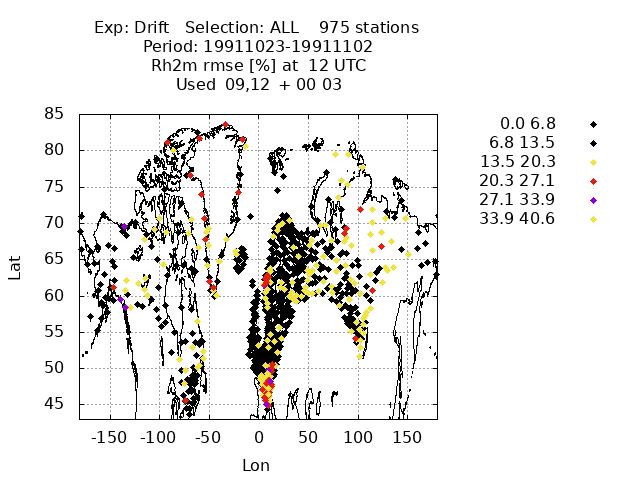 Exp: Drift   Selection: ALL    975 stations
Period: 19911023-19911102
Rh2m rmse [%] at  12 UTC
Used  09,12  + 00 03
0.0 6.8
6.8 13.5
13.5 20.3
20.3 27.1
27.1 33.9
33.9 40.6
85
80
75
70
65
60
55
50
45
Lat
-150 -100 -50 0 50 100 150
Lon